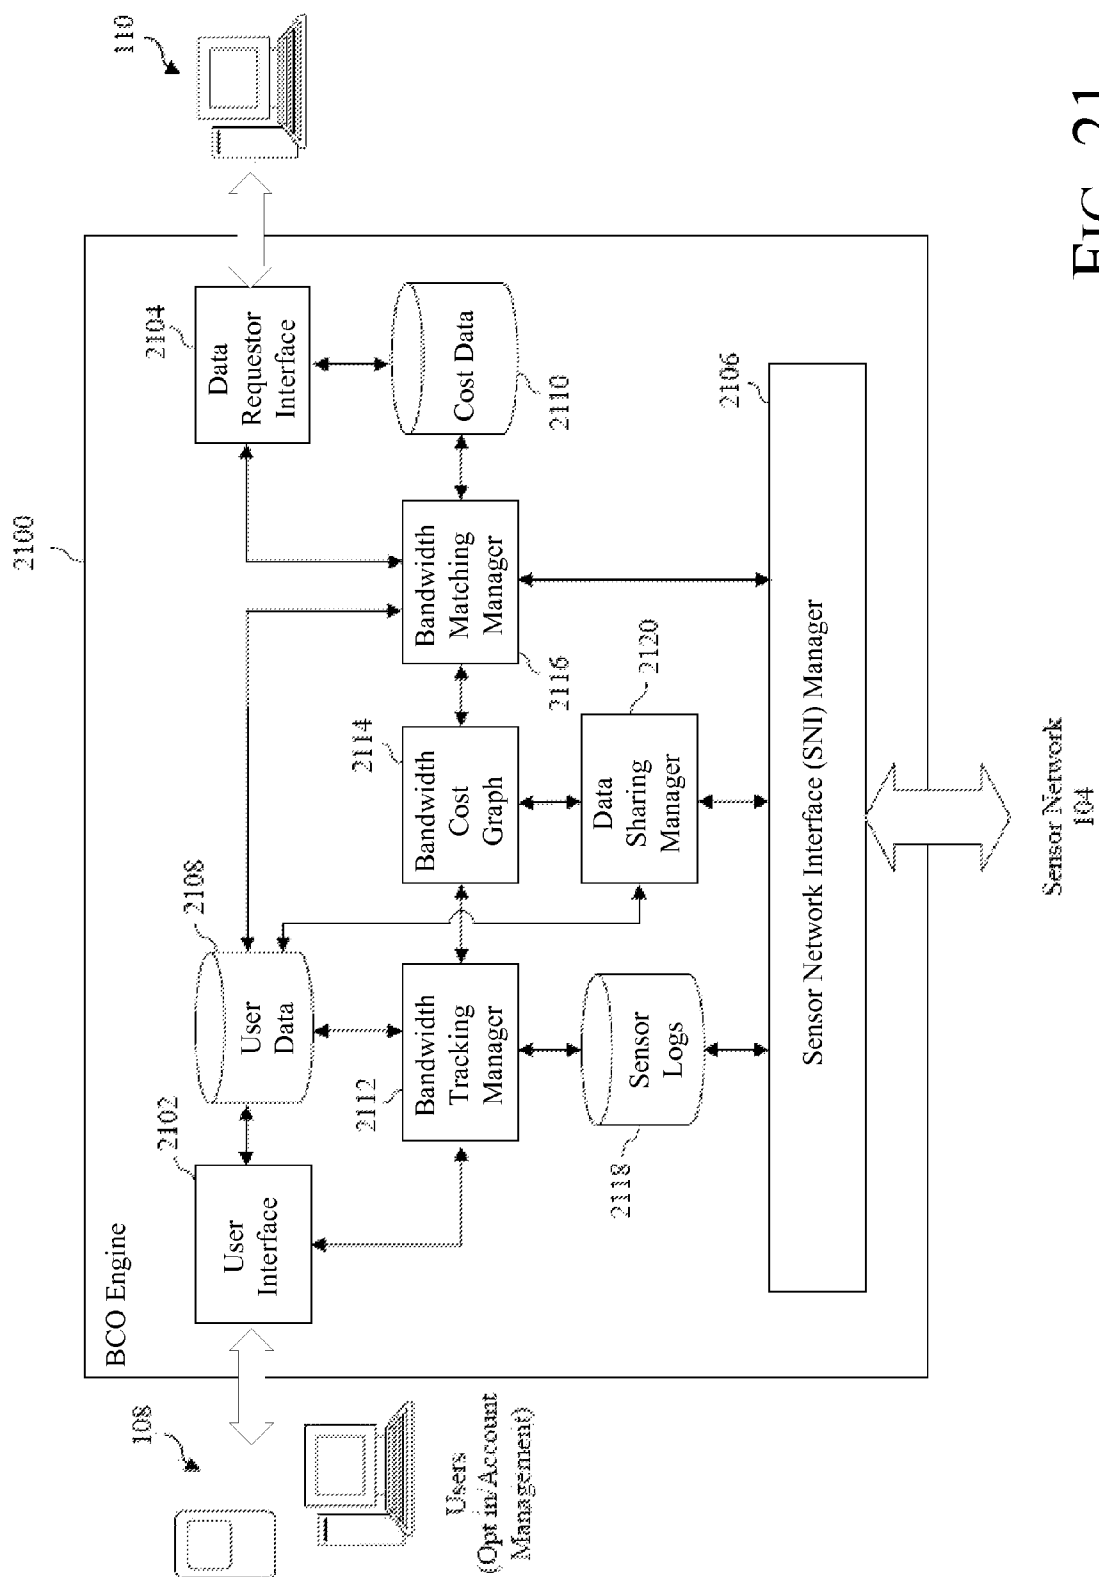 2100
BCO Engine
108
Users
(Opt in/Account
Management)
110
2102
User
Interface
2108
User
Data
2104
Data
Requestor
Interface
2112
Bandwidth
Tracking
Manager
2114
Bandwidth
Cost
Graph
2116
Bandwidth
Matching
Manager
Cost Data
2110
2118
Sensor
Logs
2120
Data
Sharing
Manager
2106
Sensor Network Interface (SNI) Manager
Sensor Network
104
FIG. 21